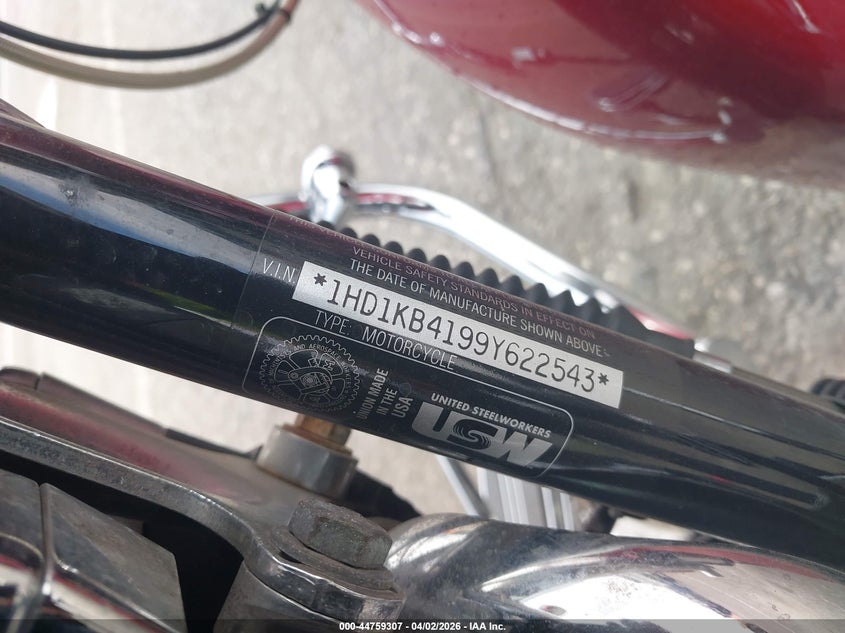 VEHICLE SAFETY STANDARDS IN EFFECT ON
THE DATE OF MANUFACTURE SHOWN ABOVE.
V.I.N. *1HD1KB4199Y622543*
TYPE: MOTORCYCLE
UNION MADE
IN THE
USA
UNITED STEELWORKERS
USW
000-44759307 - 04/02/2026 - IAA Inc.